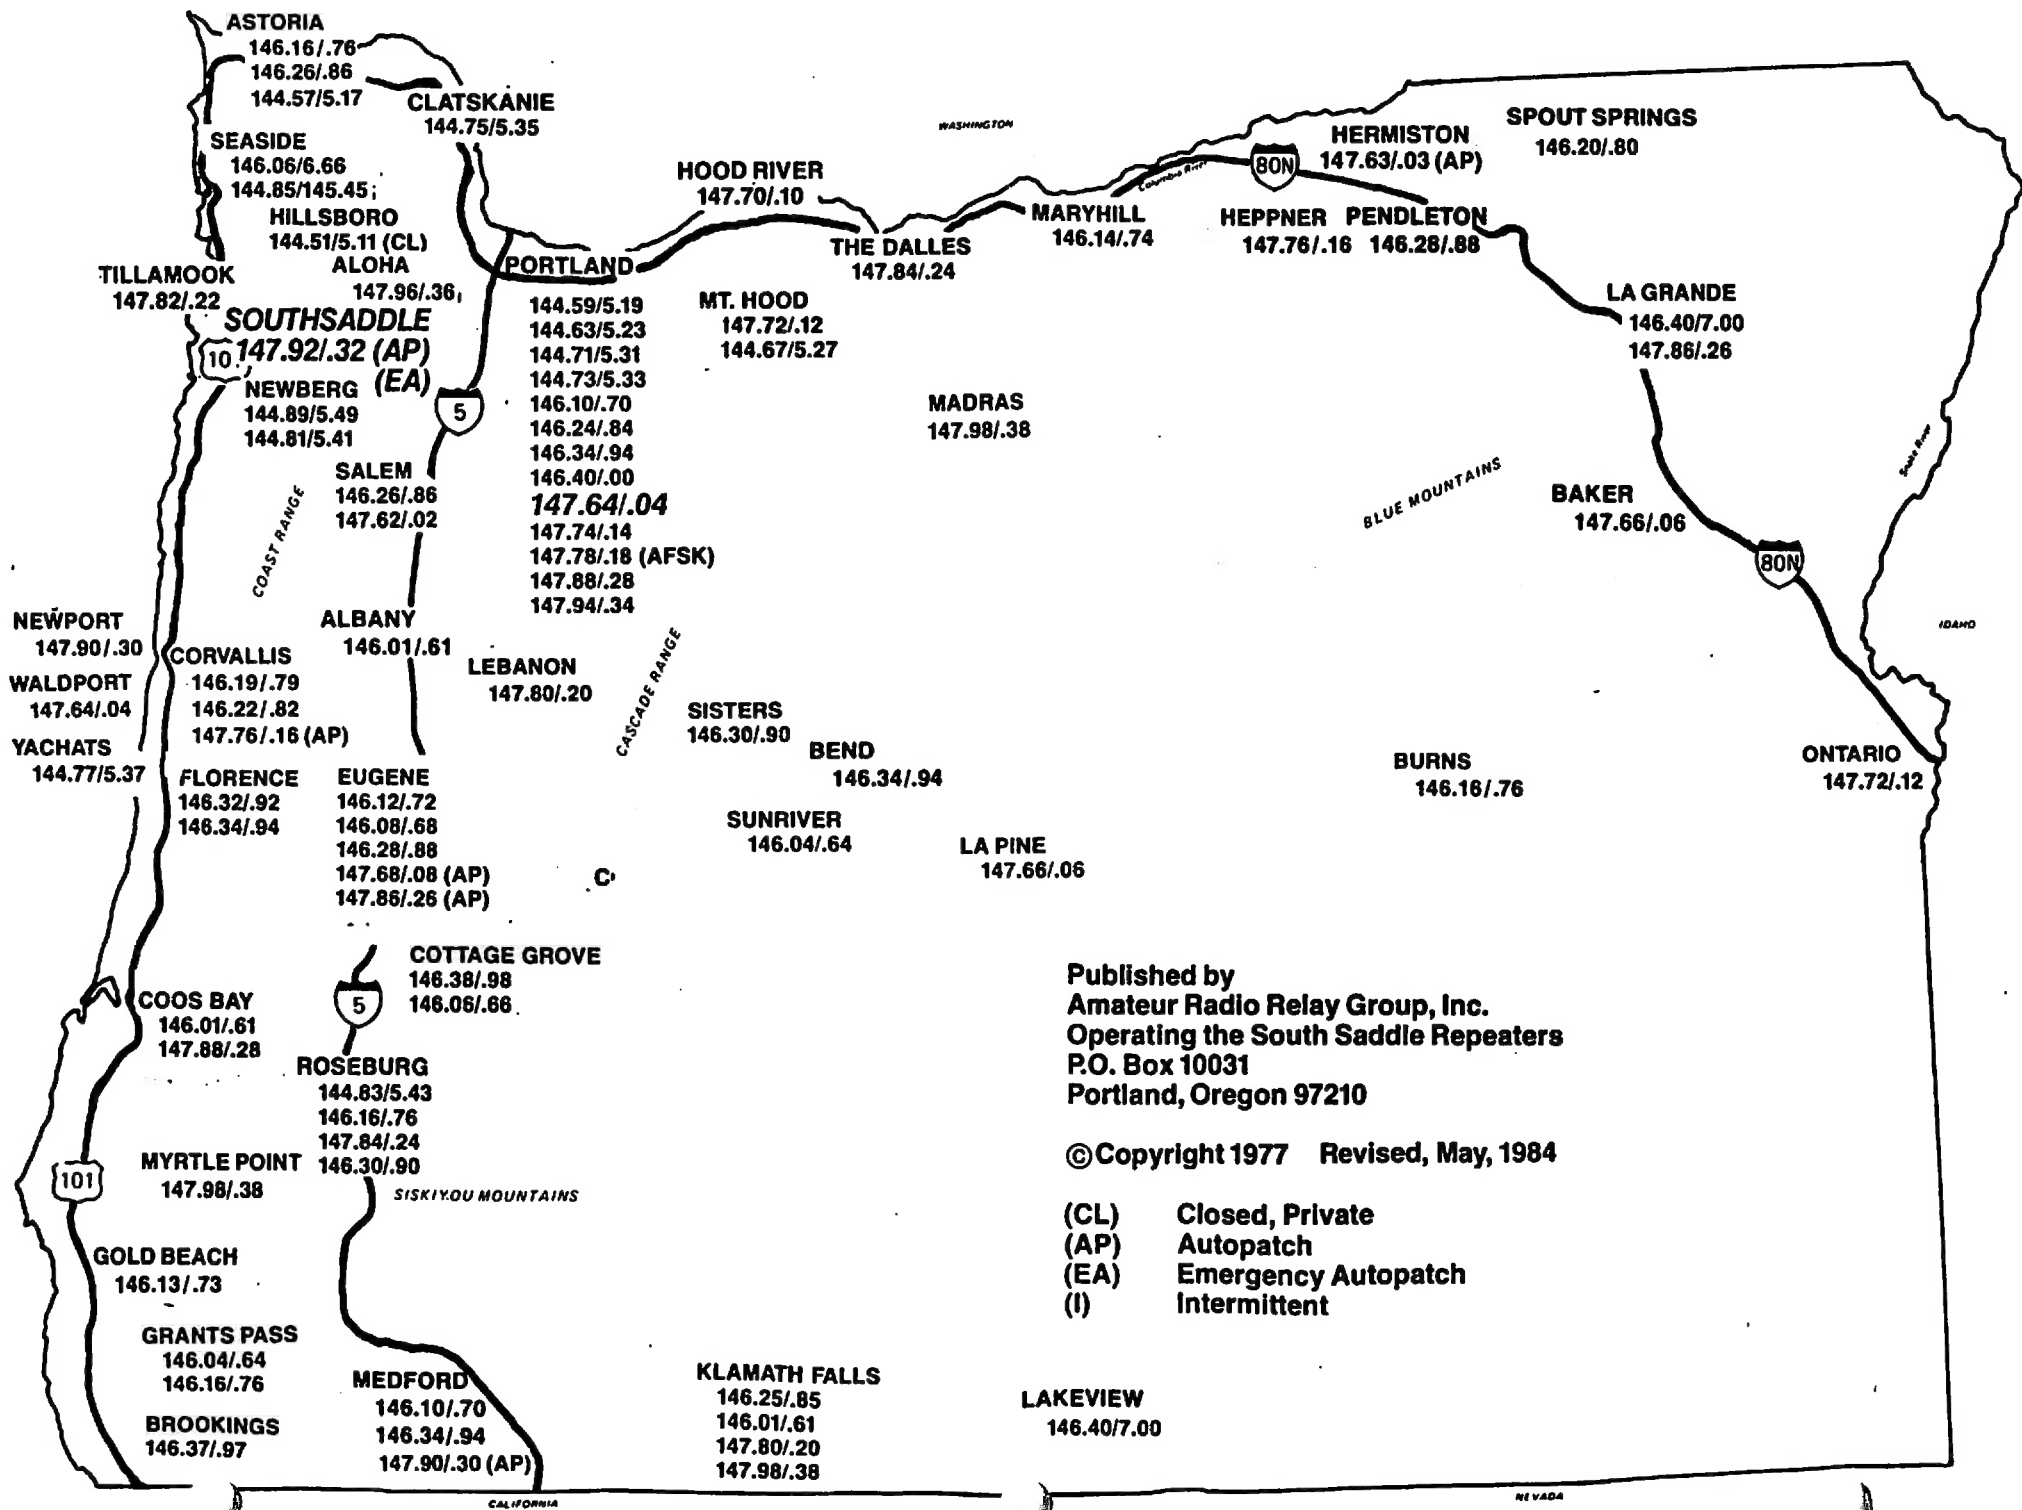 ASTORIA
146.16/.76
146.26/.86
144.57/5.17
CLATSKANIE
144.75/5.35
WASHINGTON
SPOUT SPRINGS
146.20/.80
HERMISTON
147.63/.03 (AP)
80N
Columbia River
SEASIDE
146.06/6.66
144.85/145.45
HOOD RIVER
147.70/.10
HILLSBORO
144.51/5.11 (CL)
MARYHILL
146.14/.74
HEPPNER
147.76/.16
PENDLETON
146.28/.88
THE DALLES
147.84/.24
ALOHA
147.96/.36
PORTLAND
144.59/5.19
144.63/5.23
144.71/5.31
144.73/5.33
146.10/.70
146.24/.84
146.34/.94
146.40/.00
147.64/.04
147.74/.14
147.78/.18 (AFSK)
147.88/.28
147.94/.34
TILLAMOOK
147.82/.22
MT. HOOD
147.72/.12
144.67/5.27
LA GRANDE
146.40/7.00
147.86/.26
SOUTHSADDLE
147.92/.32 (AP)
(EA)
10
NEWBERG
144.89/5.49
144.81/5.41
5
MADRAS
147.98/.38
Snake River
SALEM
146.26/.86
147.62/.02
COAST RANGE
BLUE MOUNTAINS
BAKER
147.66/.06
80N
NEWPORT
147.90/.30
ALBANY
146.01/.61
IDAHO
CORVALLIS
146.19/.79
146.22/.82
147.76/.16 (AP)
LEBANON
147.80/.20
CASCADE RANGE
WALDPORT
147.64/.04
SISTERS
146.30/.90
YACHATS
144.77/5.37
BEND
146.34/.94
BURNS
146.16/.76
ONTARIO
147.72/.12
FLORENCE
146.32/.92
146.34/.94
EUGENE
146.12/.72
146.08/.68
146.28/.88
147.68/.08 (AP)
147.86/.26 (AP)
SUNRIVER
146.04/.64
LA PINE
147.66/.06
C
COTTAGE GROVE
146.38/.98
146.06/.66
5
COOS BAY
146.01/.61
147.88/.28
ROSEBURG
144.83/5.43
146.16/.76
147.84/.24
146.30/.90
MYRTLE POINT
147.98/.38
101
SISKIYOU MOUNTAINS
GOLD BEACH
146.13/.73
GRANTS PASS
146.04/.64
146.16/.76
BROOKINGS
146.37/.97
MEDFORD
146.10/.70
146.34/.94
147.90/.30 (AP)
KLAMATH FALLS
146.25/.85
146.01/.61
147.80/.20
147.98/.38
LAKEVIEW
146.40/7.00
CALIFORNIA
NEVADA
Published by
Amateur Radio Relay Group, Inc.
Operating the South Saddle Repeaters
P.O. Box 10031
Portland, Oregon 97210
©Copyright 1977 Revised, May, 1984
(CL) Closed, Private
(AP) Autopatch
(EA) Emergency Autopatch
(I) Intermittent